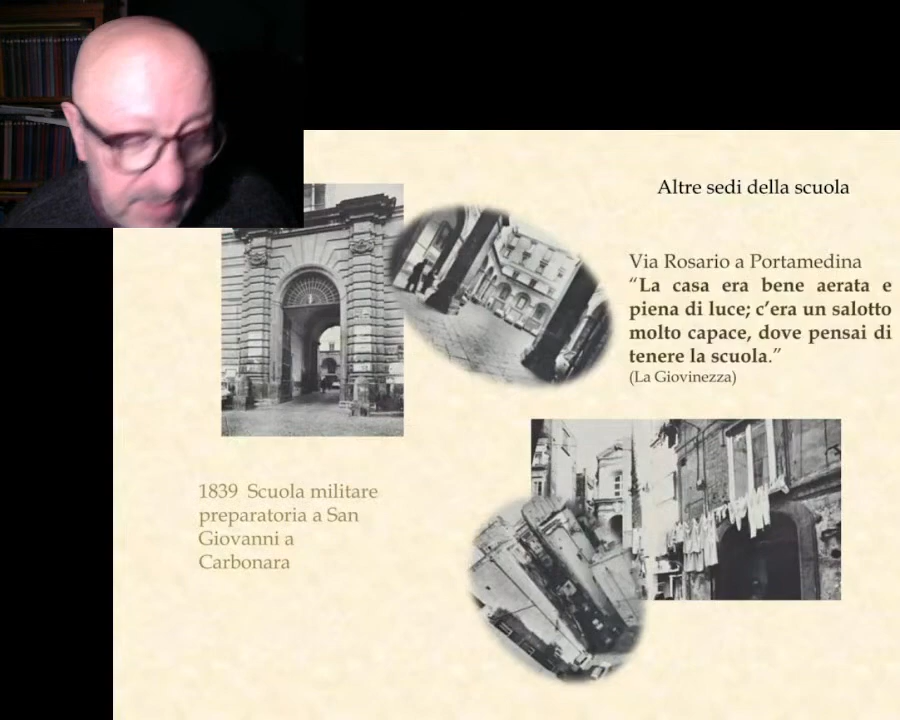 Altre sedi della scuola
Via Rosario a Portamedina
“La casa era bene aerata e
piena di luce; c’era un salotto
molto capace, dove pensai di
tenere la scuola.”
(La Giovinezza)
1839 Scuola militare
preparatoria a San
Giovanni a
Carbonara